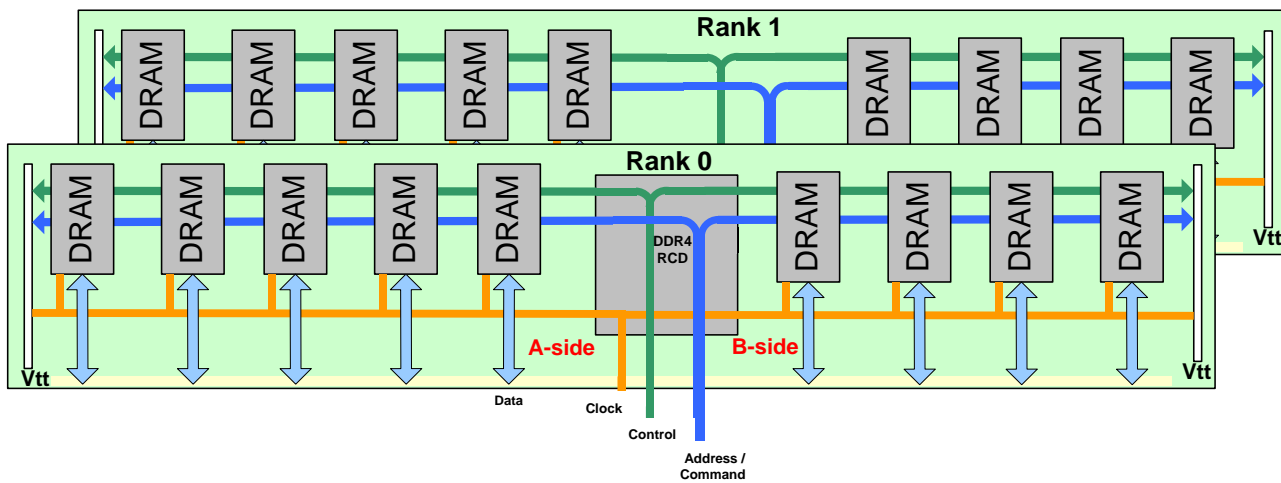 Rank 1
DRAM
DRAM
DRAM
DRAM
DRAM
DRAM
DRAM
DRAM
DRAM
Vtt
Rank 0
DRAM
DRAM
DRAM
DRAM
DRAM
DRAM
DRAM
DRAM
DRAM
DDR4
RCD
A-side
B-side
Vtt
Vtt
Data
Clock
Control
Address /
Command